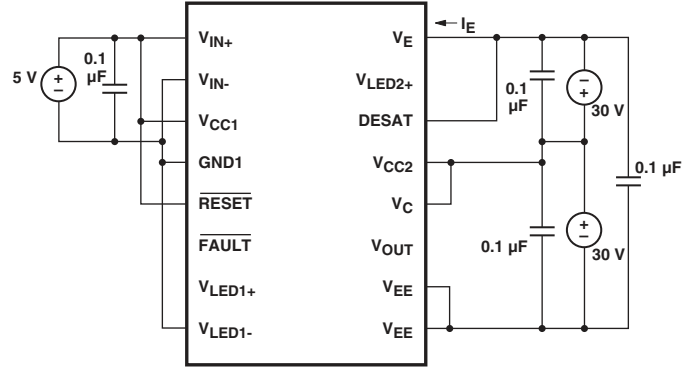 I_E
V_IN+
V_E
0.1
µF
5 V
+
−
V_IN-
V_LED2+
0.1
µF
−
+
30 V
V_CC1
DESAT
GND1
V_CC2
0.1 µF
RESET
V_C
FAULT
V_OUT
0.1 µF
+
−
30 V
V_LED1+
V_EE
V_LED1-
V_EE